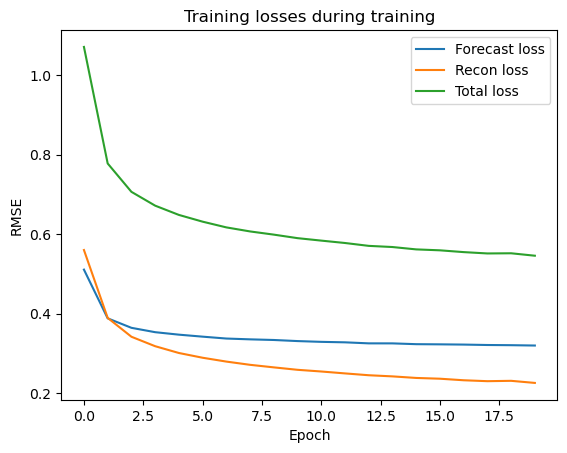 Training losses during training
Forecast loss
Recon loss
Total loss
RMSE
1.0
0.8
0.6
0.4
0.2
0.0
2.5
5.0
7.5
10.0
12.5
15.0
17.5
Epoch